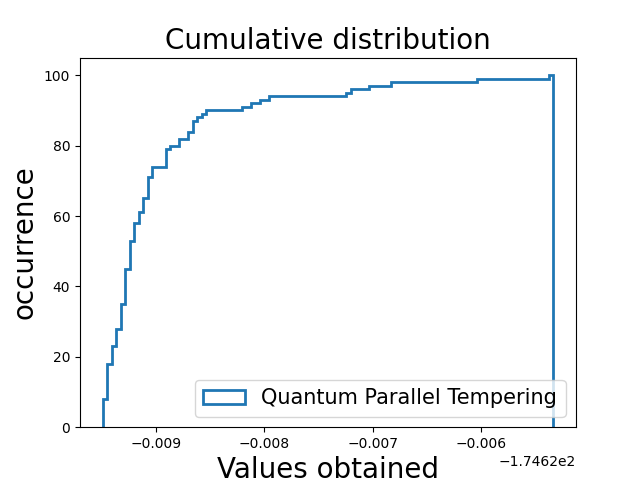 Cumulative distribution
100
80
60
40
20
0
occurrence
Quantum Parallel Tempering
−0.009 −0.008 −0.007 −0.006
−1.7462e2
Values obtained